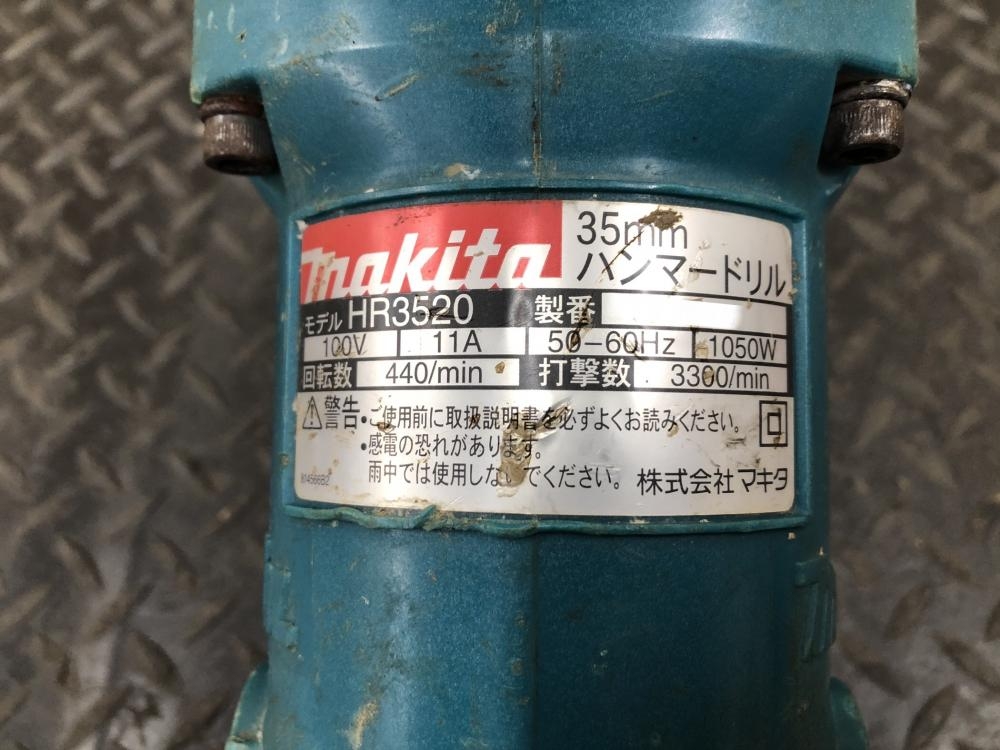 makita
35mm
ハンマードリル
モデル HR3520 製番
100V 11A 50-60Hz 1050W
回転数 440/min 打撃数 3300/min
警告 •ご使用前に取扱説明書を必ずよくお読みください。
•感電の恐れがあります。
雨中では使用しないでください。 株式会社 マキタ